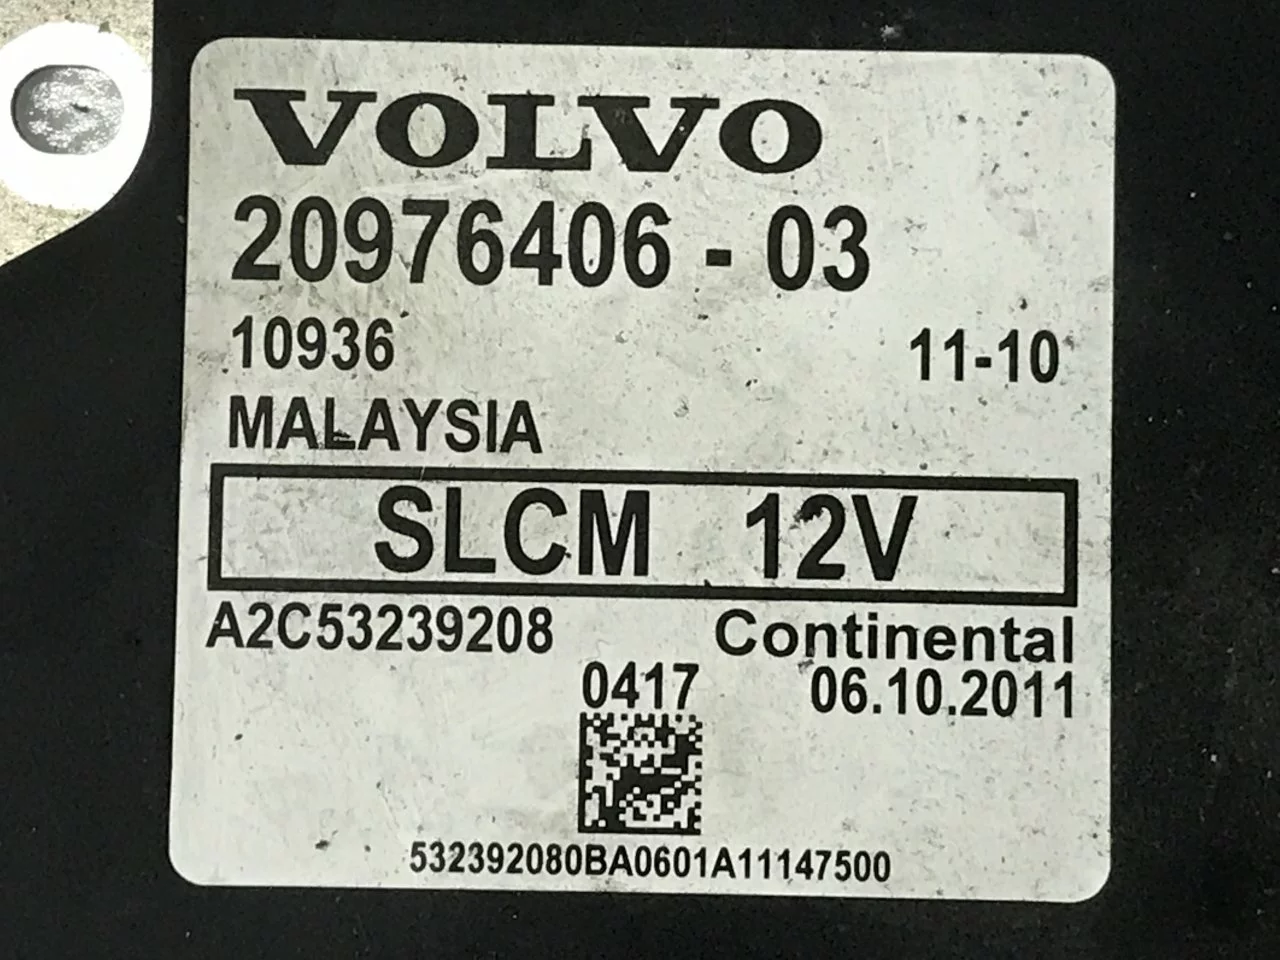 VOLVO
20976406 - 03
10936 11-10
MALAYSIA
SLCM 12V
A2C53239208 Continental
0417 06.10.2011
532392080BA0601A11147500